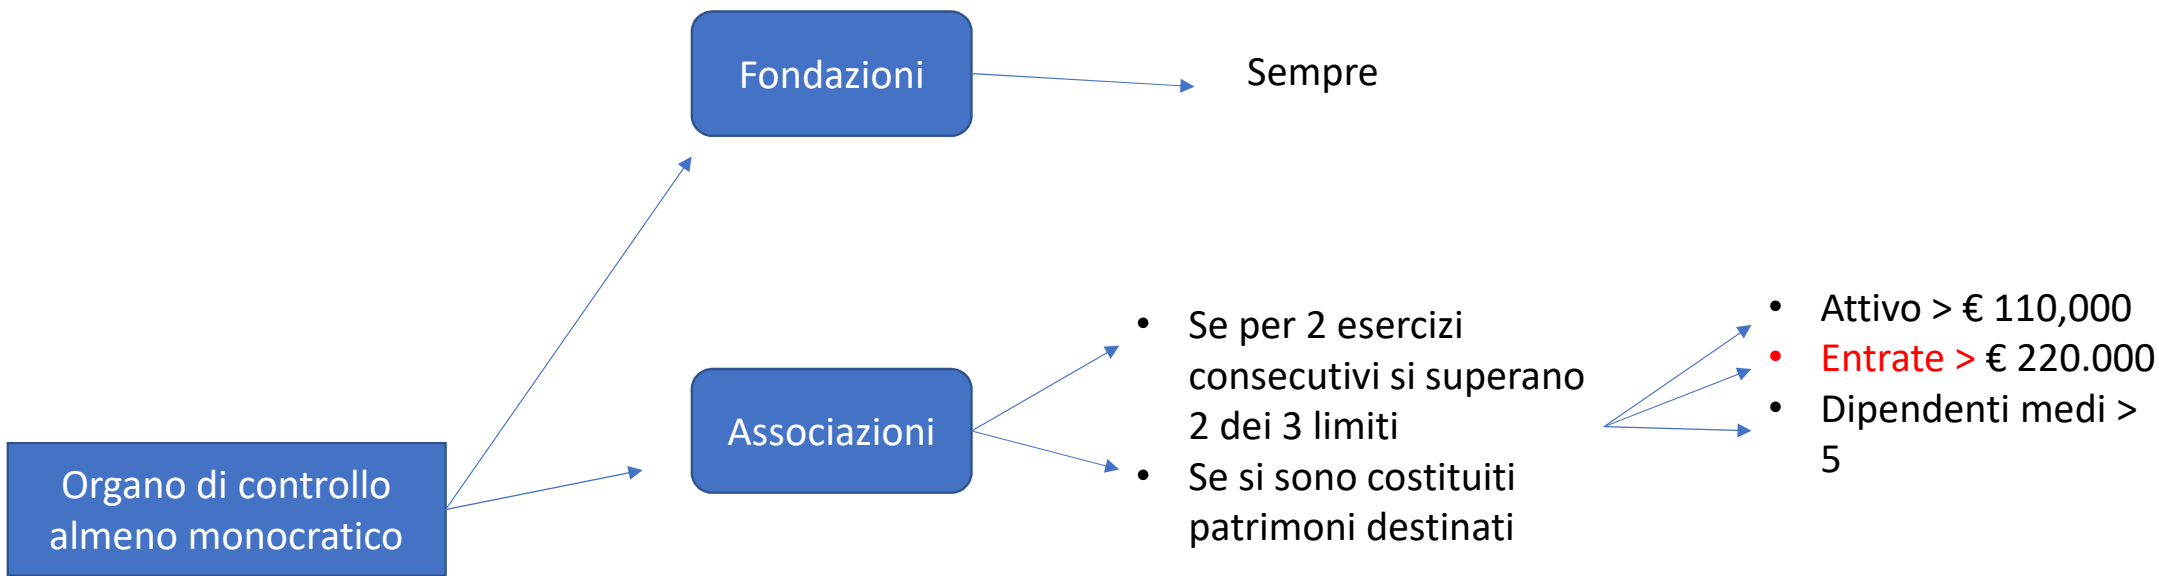 Fondazioni
Sempre
Organo di controllo
almeno monocratico
Associazioni
• Se per 2 esercizi
consecutivi si superano
2 dei 3 limiti
• Se si sono costituiti
patrimoni destinati
• Attivo > € 110,000
• Entrate > € 220.000
• Dipendenti medi >
5